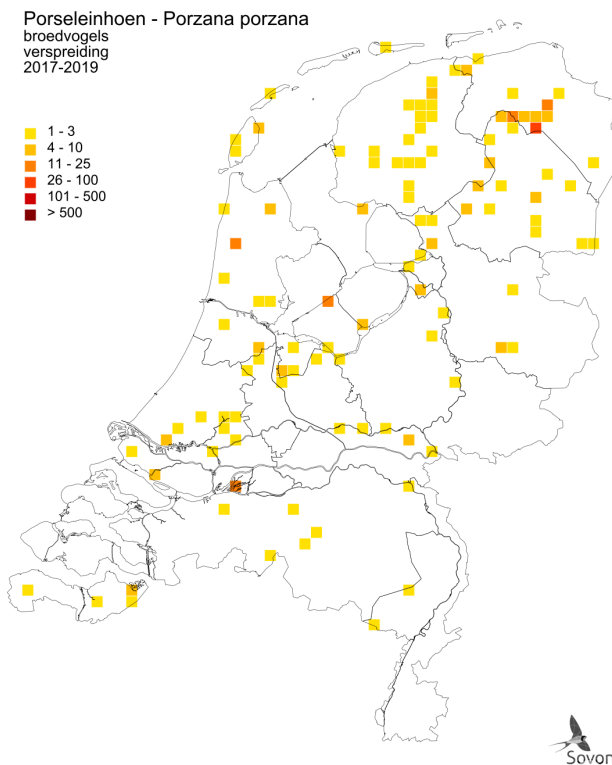 Porseleinhoen - Porzana porzana
broedvogels
verspreiding
2017-2019
1 - 3
4 - 10
11 - 25
26 - 100
101 - 500
> 500
Sovon